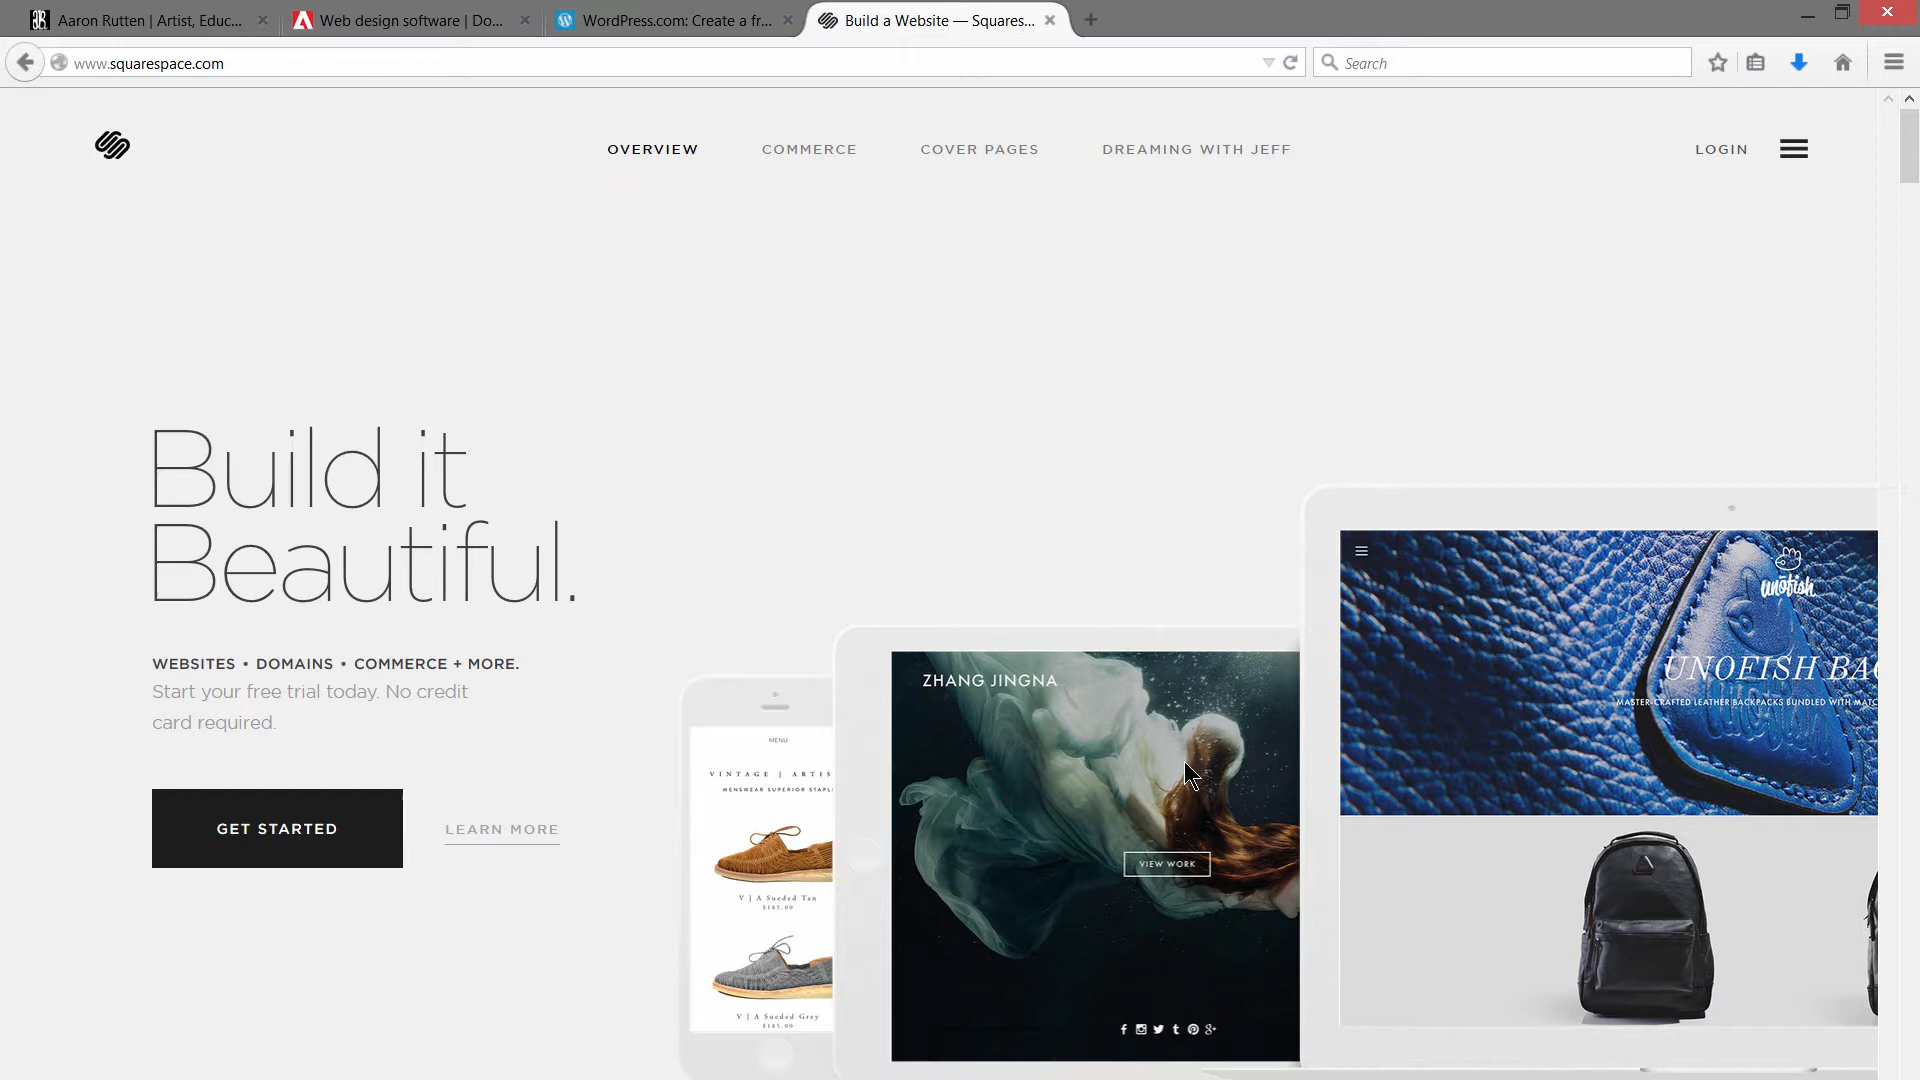 Aaron Rutten | Artist, Educ...
Web design software | Do...
WordPress.com: Create a fr...
Build a Website — Squares...
www.squarespace.com
Search
OVERVIEW
COMMERCE
COVER PAGES
DREAMING WITH JEFF
LOGIN
Build it
Beautiful.
WEBSITES • DOMAINS • COMMERCE + MORE.
Start your free trial today. No credit
card required.
GET STARTED
LEARN MORE
MENU
VINTAGE | ARTIS
MENSWEAR SUPERIOR STAPL
V | A Sueded Tan
$185.00
V | A Sueded Grey
$185.00
ZHANG JINGNA
VIEW WORK
unofish
UNOFISH BA
MASTER-CRAFTED LEATHER BACKPACKS BUNDLED WITH MATC